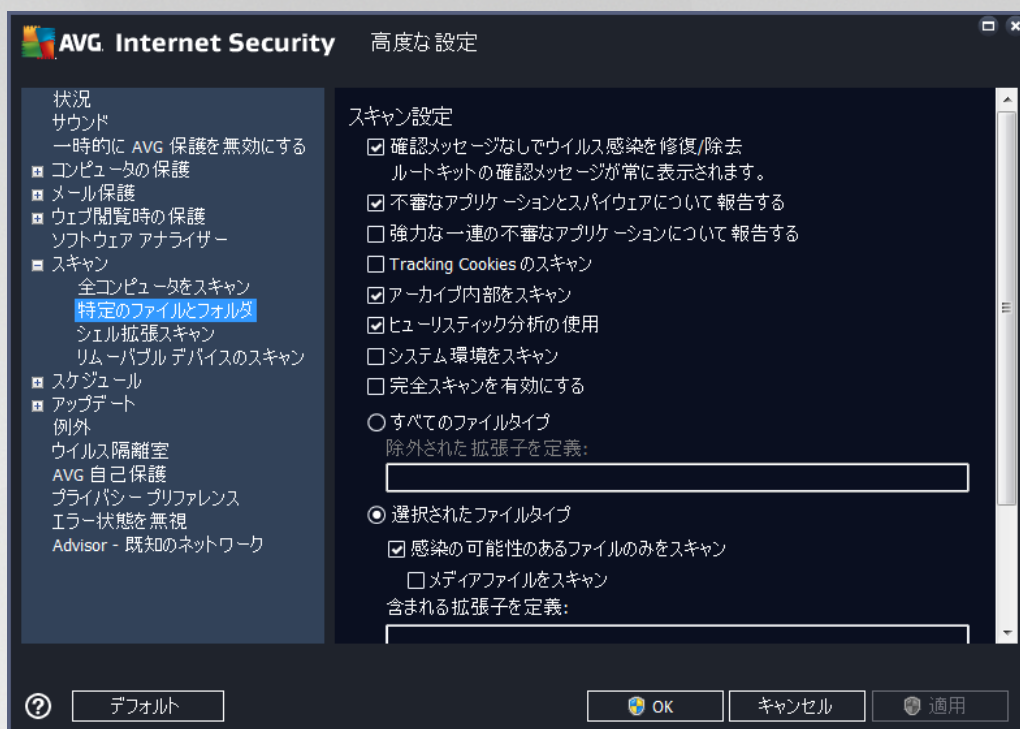 AVG. Internet Security 高度な設定
状況
サウンド
一時的に AVG 保護を無効にする
コンピュータの保護
メール保護
ウェブ閲覧時の保護
ソフトウェア アナライザー
スキャン
全コンピュータをスキャン
特定のファイルとフォルダ
シェル拡張スキャン
リムーバブル デバイスのスキャン
スケジュール
アップデート
例外
ウイルス隔離室
AVG 自己保護
プライバシー プリファレンス
エラー状態を無視
Advisor - 既知のネットワーク
スキャン設定
確認メッセージなしでウイルス感染を修復/除去
ルートキットの確認メッセージが常に表示されます。
不審なアプリケーションとスパイウェアについて報告する
強力な一連の不審なアプリケーションについて報告する
Tracking Cookies のスキャン
アーカイブ内部をスキャン
ヒューリスティック分析の使用
システム環境をスキャン
完全スキャンを有効にする
すべてのファイルタイプ
除外された拡張子を定義:
選択されたファイルタイプ
感染の可能性のあるファイルのみをスキャン
メディアファイルをスキャン
含まれる拡張子を定義:
デフォルト
OK
キャンセル
適用